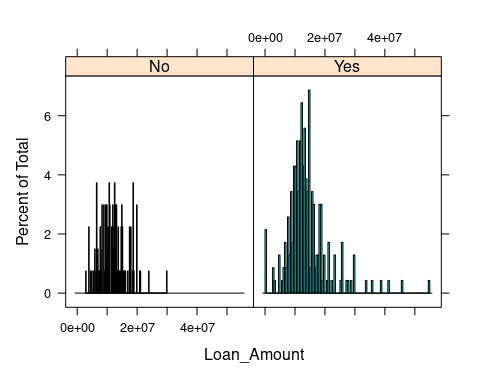 0e+00 2e+07 4e+07
No Yes
Percent of Total
6
4
2
0
0e+00 2e+07 4e+07
Loan_Amount